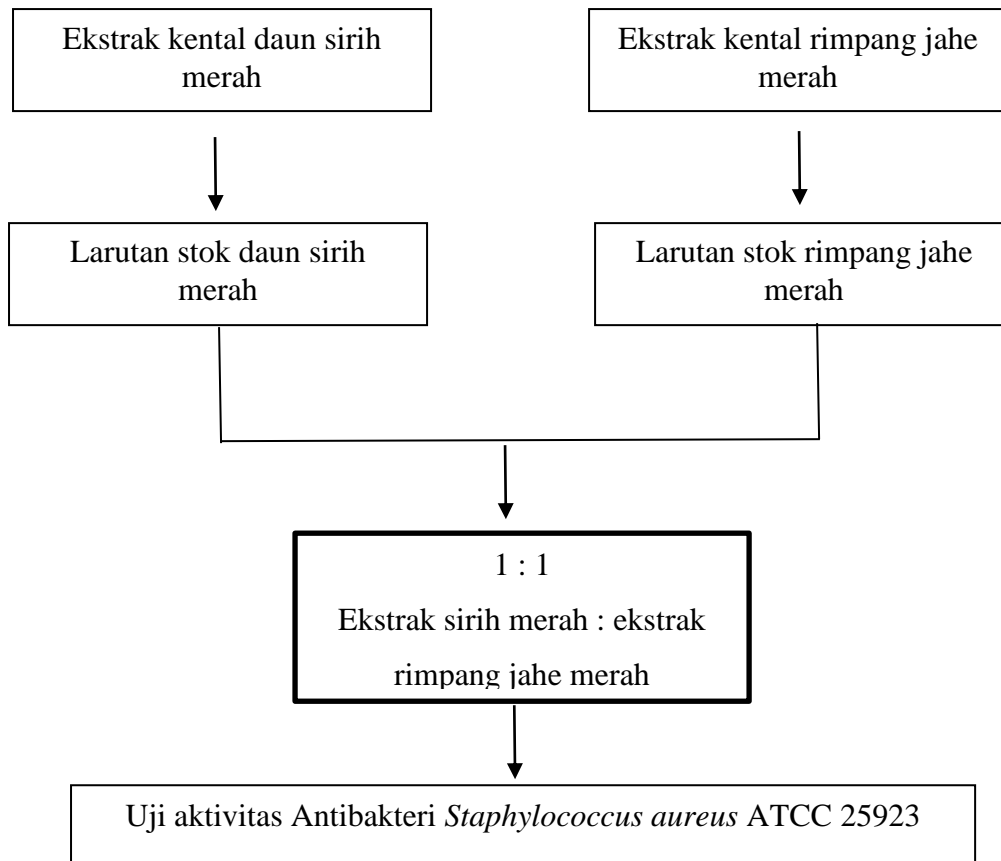 Ekstrak kental daun sirih
merah
Ekstrak kental rimpang jahe
merah
Larutan stok daun sirih
merah
Larutan stok rimpang jahe
merah
1 : 1
Ekstrak sirih merah : ekstrak
rimpang jahe merah
Uji aktivitas Antibakteri Staphylococcus aureus ATCC 25923